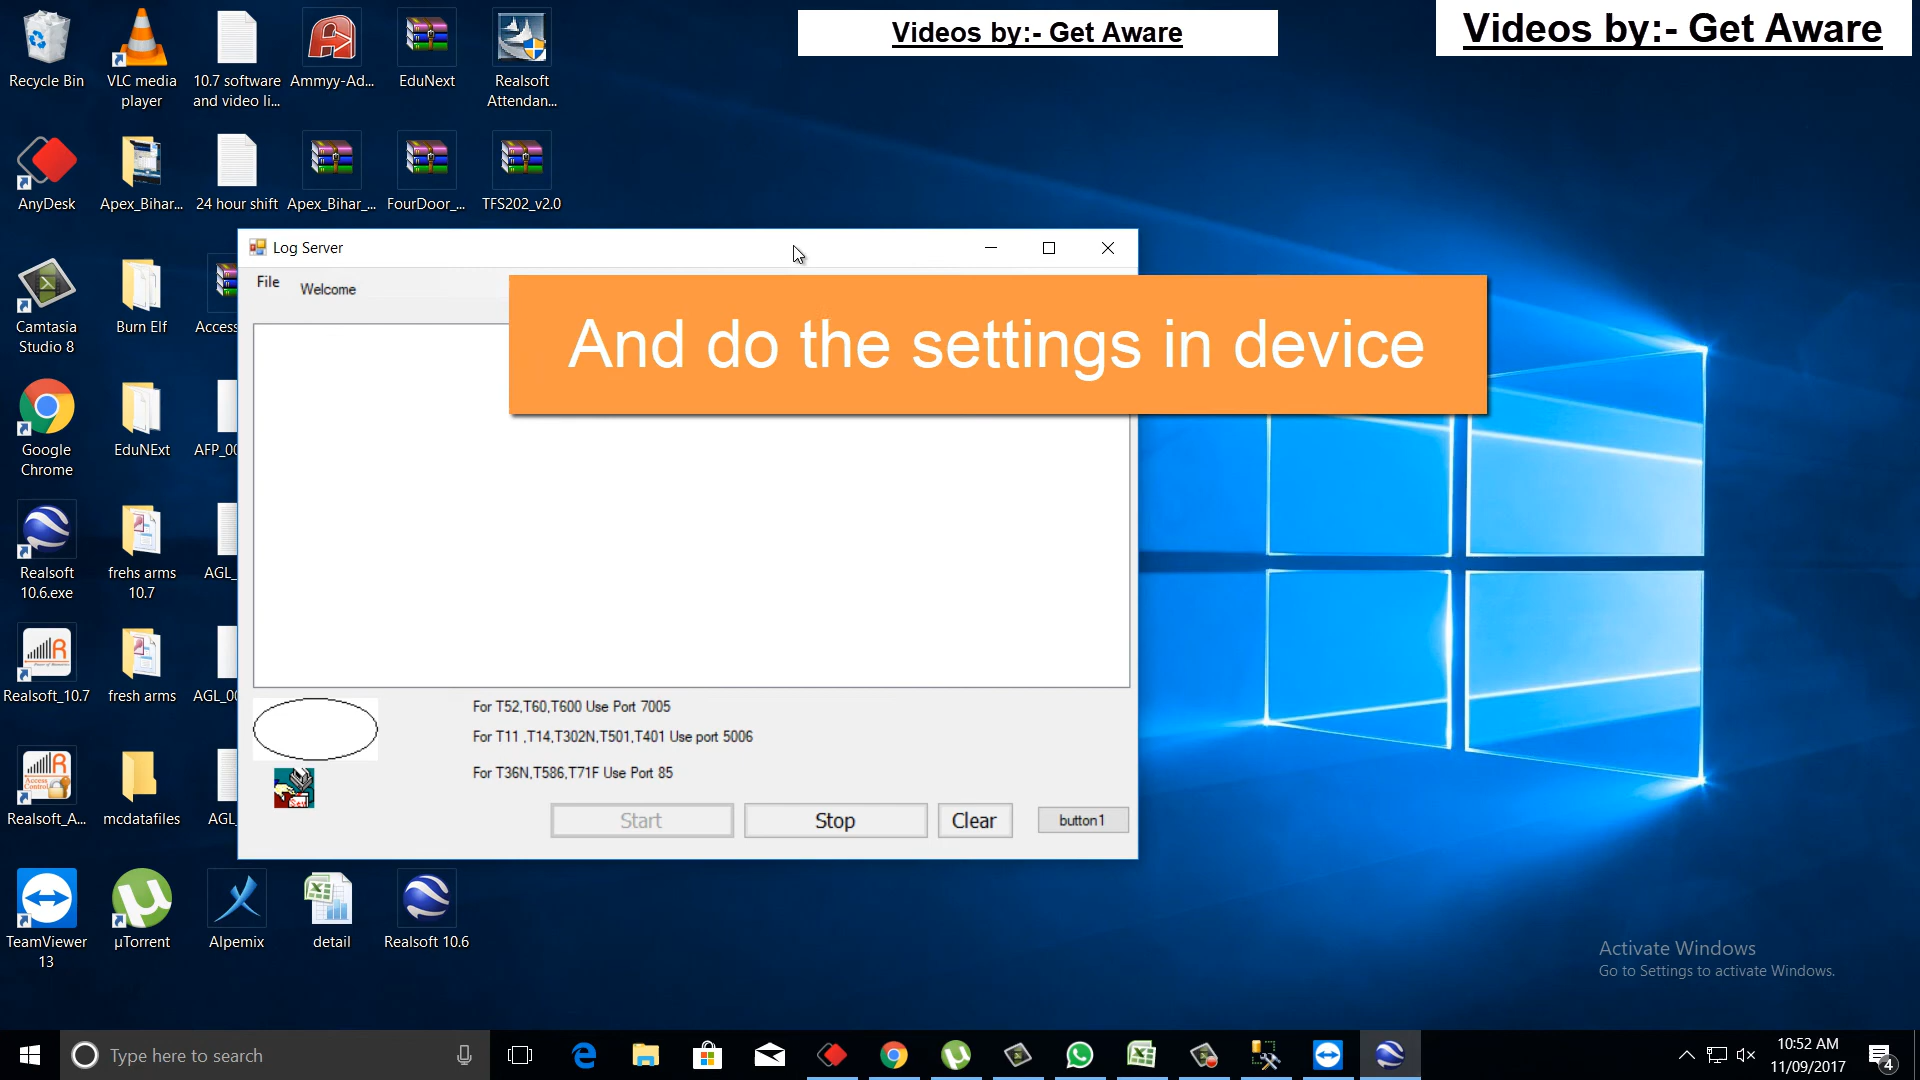 Videos by:- Get Aware
Videos by:- Get Aware
Recycle Bin
VLC media
player
10.7 software
and video li...
Ammyy-Ad...
EduNext
Realsoft
Attendan...
AnyDesk
Apex_Bihar...
24 hour shift
Apex_Bihar_...
FourDoor_...
TFS202_v2.0
Log Server
File
Welcome
And do the settings in device
Camtasia
Studio 8
Burn Elf
Access
Google
Chrome
EduNExt
AFP_00
Realsoft
10.6.exe
frehs arms
10.7
AGL_
Realsoft_10.7
fresh arms
AGL_00
For T52,T60,T600 Use Port 7005
For T11 ,T14,T302N,T501,T401 Use port 5006
For T36N,T586,T71F Use Port 85
Start
Stop
Clear
button1
Realsoft_A...
mcdatafiles
AGL_
TeamViewer
13
µTorrent
Alpemix
detail
Realsoft 10.6
Activate Windows
Go to Settings to activate Windows.
Type here to search
10:52 AM
11/09/2017
4